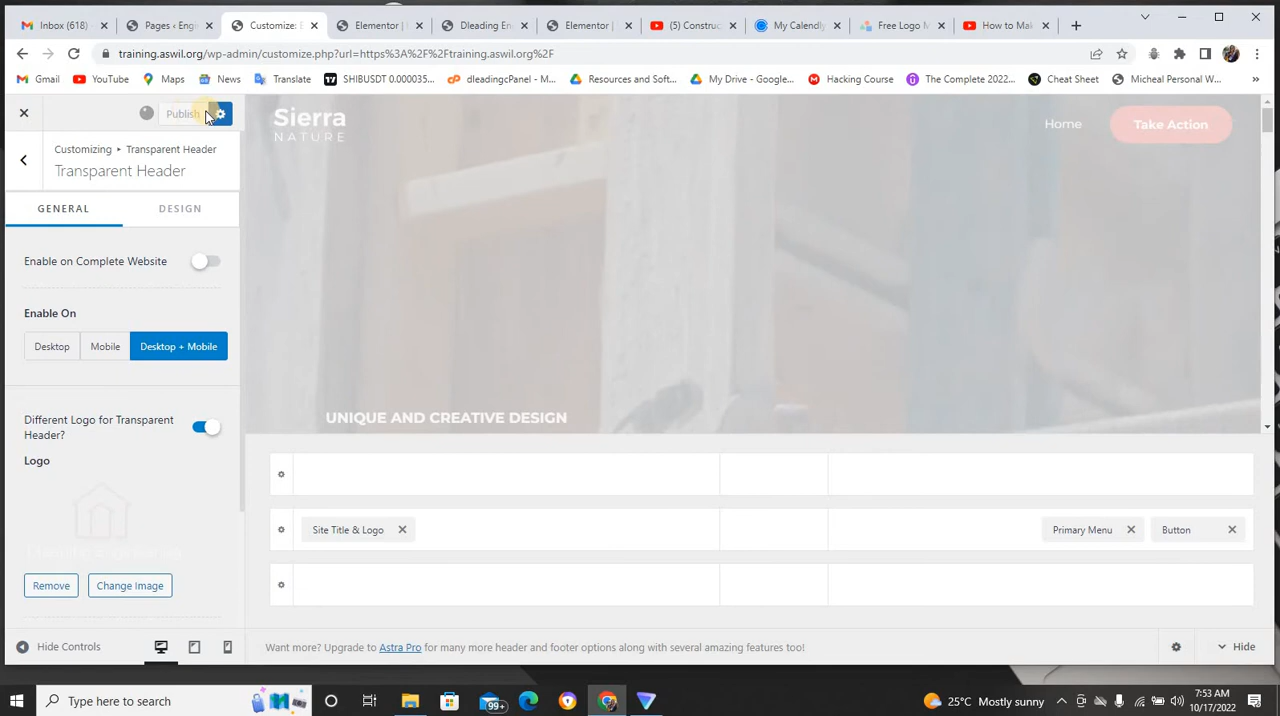 Inbox (618)
Pages ‹ Engl
Customize: E
Elementor |
Dleading En
Elementor |
(5) Construc
My Calendly
Free Logo M
How to Mak
training.aswil.org/wp-admin/customize.php?url=https%3A%2F%2Ftraining.aswil.org%2F
Gmail
YouTube
Maps
News
Translate
SHIBUSDT 0.000035...
dleadingcPanel - M...
Resources and Soft...
My Drive - Google...
Hacking Course
The Complete 2022...
Cheat Sheet
Micheal Personal W...
Publish
Customizing ▸ Transparent Header
Transparent Header
GENERAL
DESIGN
Enable on Complete Website
Enable On
Desktop
Mobile
Desktop + Mobile
Different Logo for Transparent
Header?
Logo
Remove
Change Image
Hide Controls
Sierra
NATURE
Home
Take Action
UNIQUE AND CREATIVE DESIGN
Site Title & Logo
Primary Menu
Button
Want more? Upgrade to Astra Pro for many more header and footer options along with several amazing features too!
Hide
Type here to search
99+
25°C Mostly sunny
7:53 AM
10/17/2022